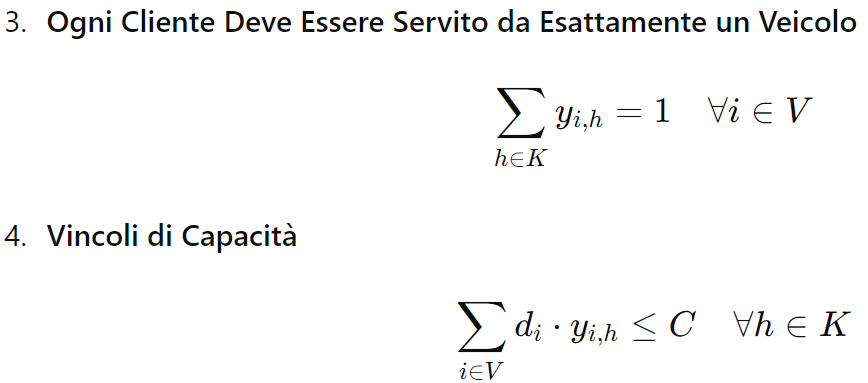 3. Ogni Cliente Deve Essere Servito da Esattamente un Veicolo
∑_{h∈K} y_{i,h} = 1 ∀i ∈ V
4. Vincoli di Capacità
∑_{i∈V} d_i · y_{i,h} ≤ C ∀h ∈ K